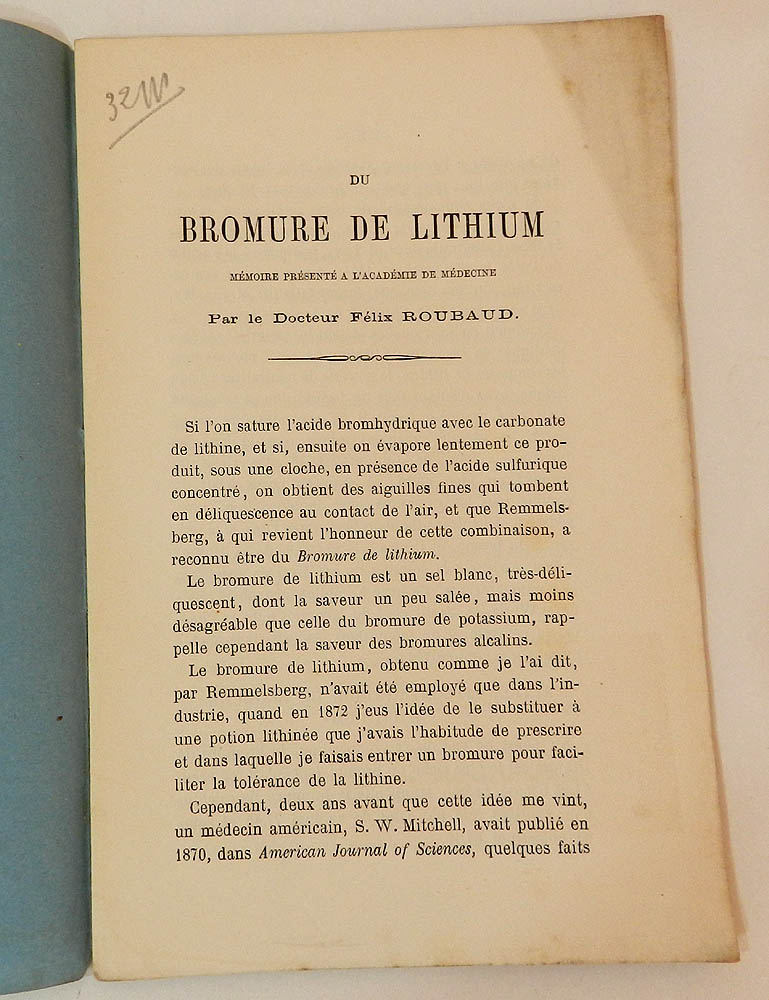 32
DU
BROMURE DE LITHIUM
MÉMOIRE PRÉSENTÉ A L'ACADÉMIE DE MÉDECINE
Par le Docteur Félix ROUBAUD.
Si l'on sature l'acide bromhydrique avec le carbonate
de lithine, et si, ensuite on évapore lentement ce pro-
duit, sous une cloche, en présence de l'acide sulfurique
concentré, on obtient des aiguilles fines qui tombent
en déliquescence au contact de l'air, et que Remmels-
berg, à qui revient l'honneur de cette combinaison, a
reconnu être du Bromure de lithium.
Le bromure de lithium est un sel blanc, très-déli-
quescent, dont la saveur un peu salée, mais moins
désagréable que celle du bromure de potassium, rap-
pelle cependant la saveur des bromures alcalins.
Le bromure de lithium, obtenu comme je l'ai dit,
par Remmelsberg, n'avait été employé que dans l'in-
dustrie, quand en 1872 j'eus l'idée de le substituer à
une potion lithinée que j'avais l'habitude de prescrire
et dans laquelle je faisais entrer un bromure pour faci-
liter la tolérance de la lithine.
Cependant, deux ans avant que cette idée me vint,
un médecin américain, S. W. Mitchell, avait publié en
1870, dans American Journal of Sciences, quelques faits